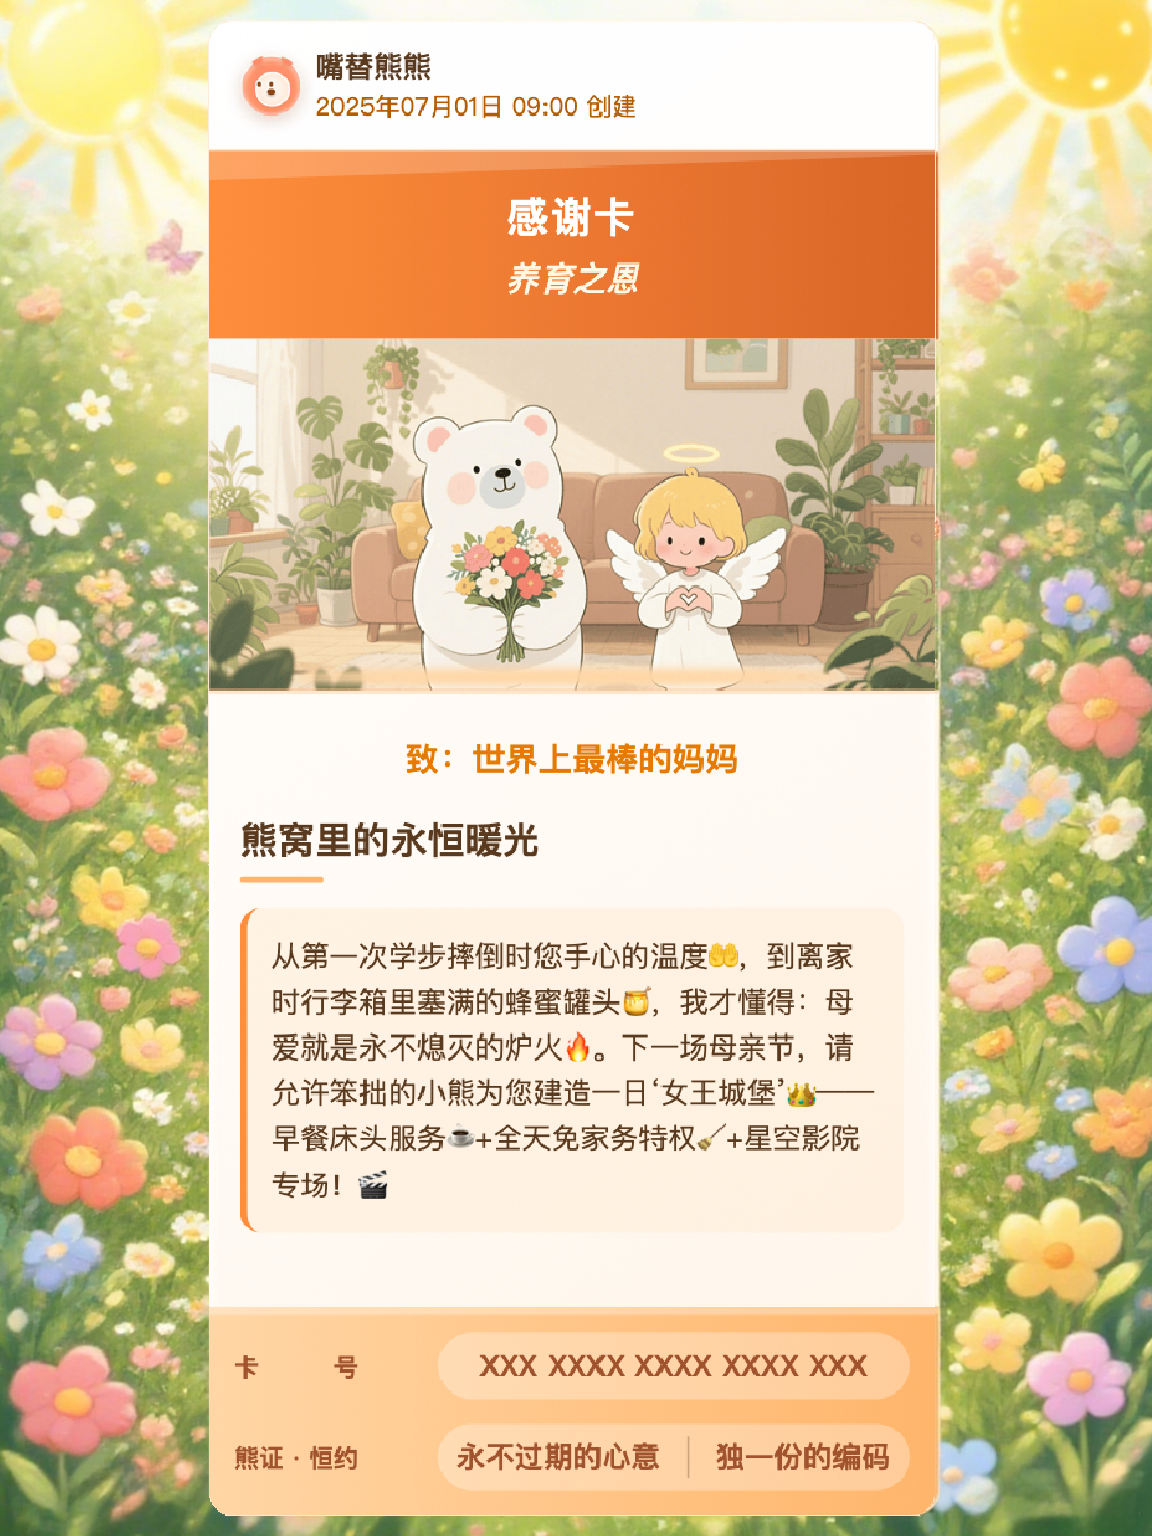 嘴替熊熊
2025年07月01日 09:00 创建
感谢卡
养育之恩
致：世界上最棒的妈妈
熊窝里的永恒暖光
从第一次学步摔倒时您手心的温度🤲，到离家
时行李箱里塞满的蜂蜜罐头🍯，我才懂得：母
爱就是永不熄灭的炉火🔥。下一场母亲节，请
允许笨拙的小熊为您建造一日‘女王城堡’👑——
早餐床头服务☕+全天免家务特权🧹+星空影院
专场！🎬
卡 号 XXX XXXX XXXX XXXX XXX
熊证 · 恒约 永不过期的心意 | 独一份的编码